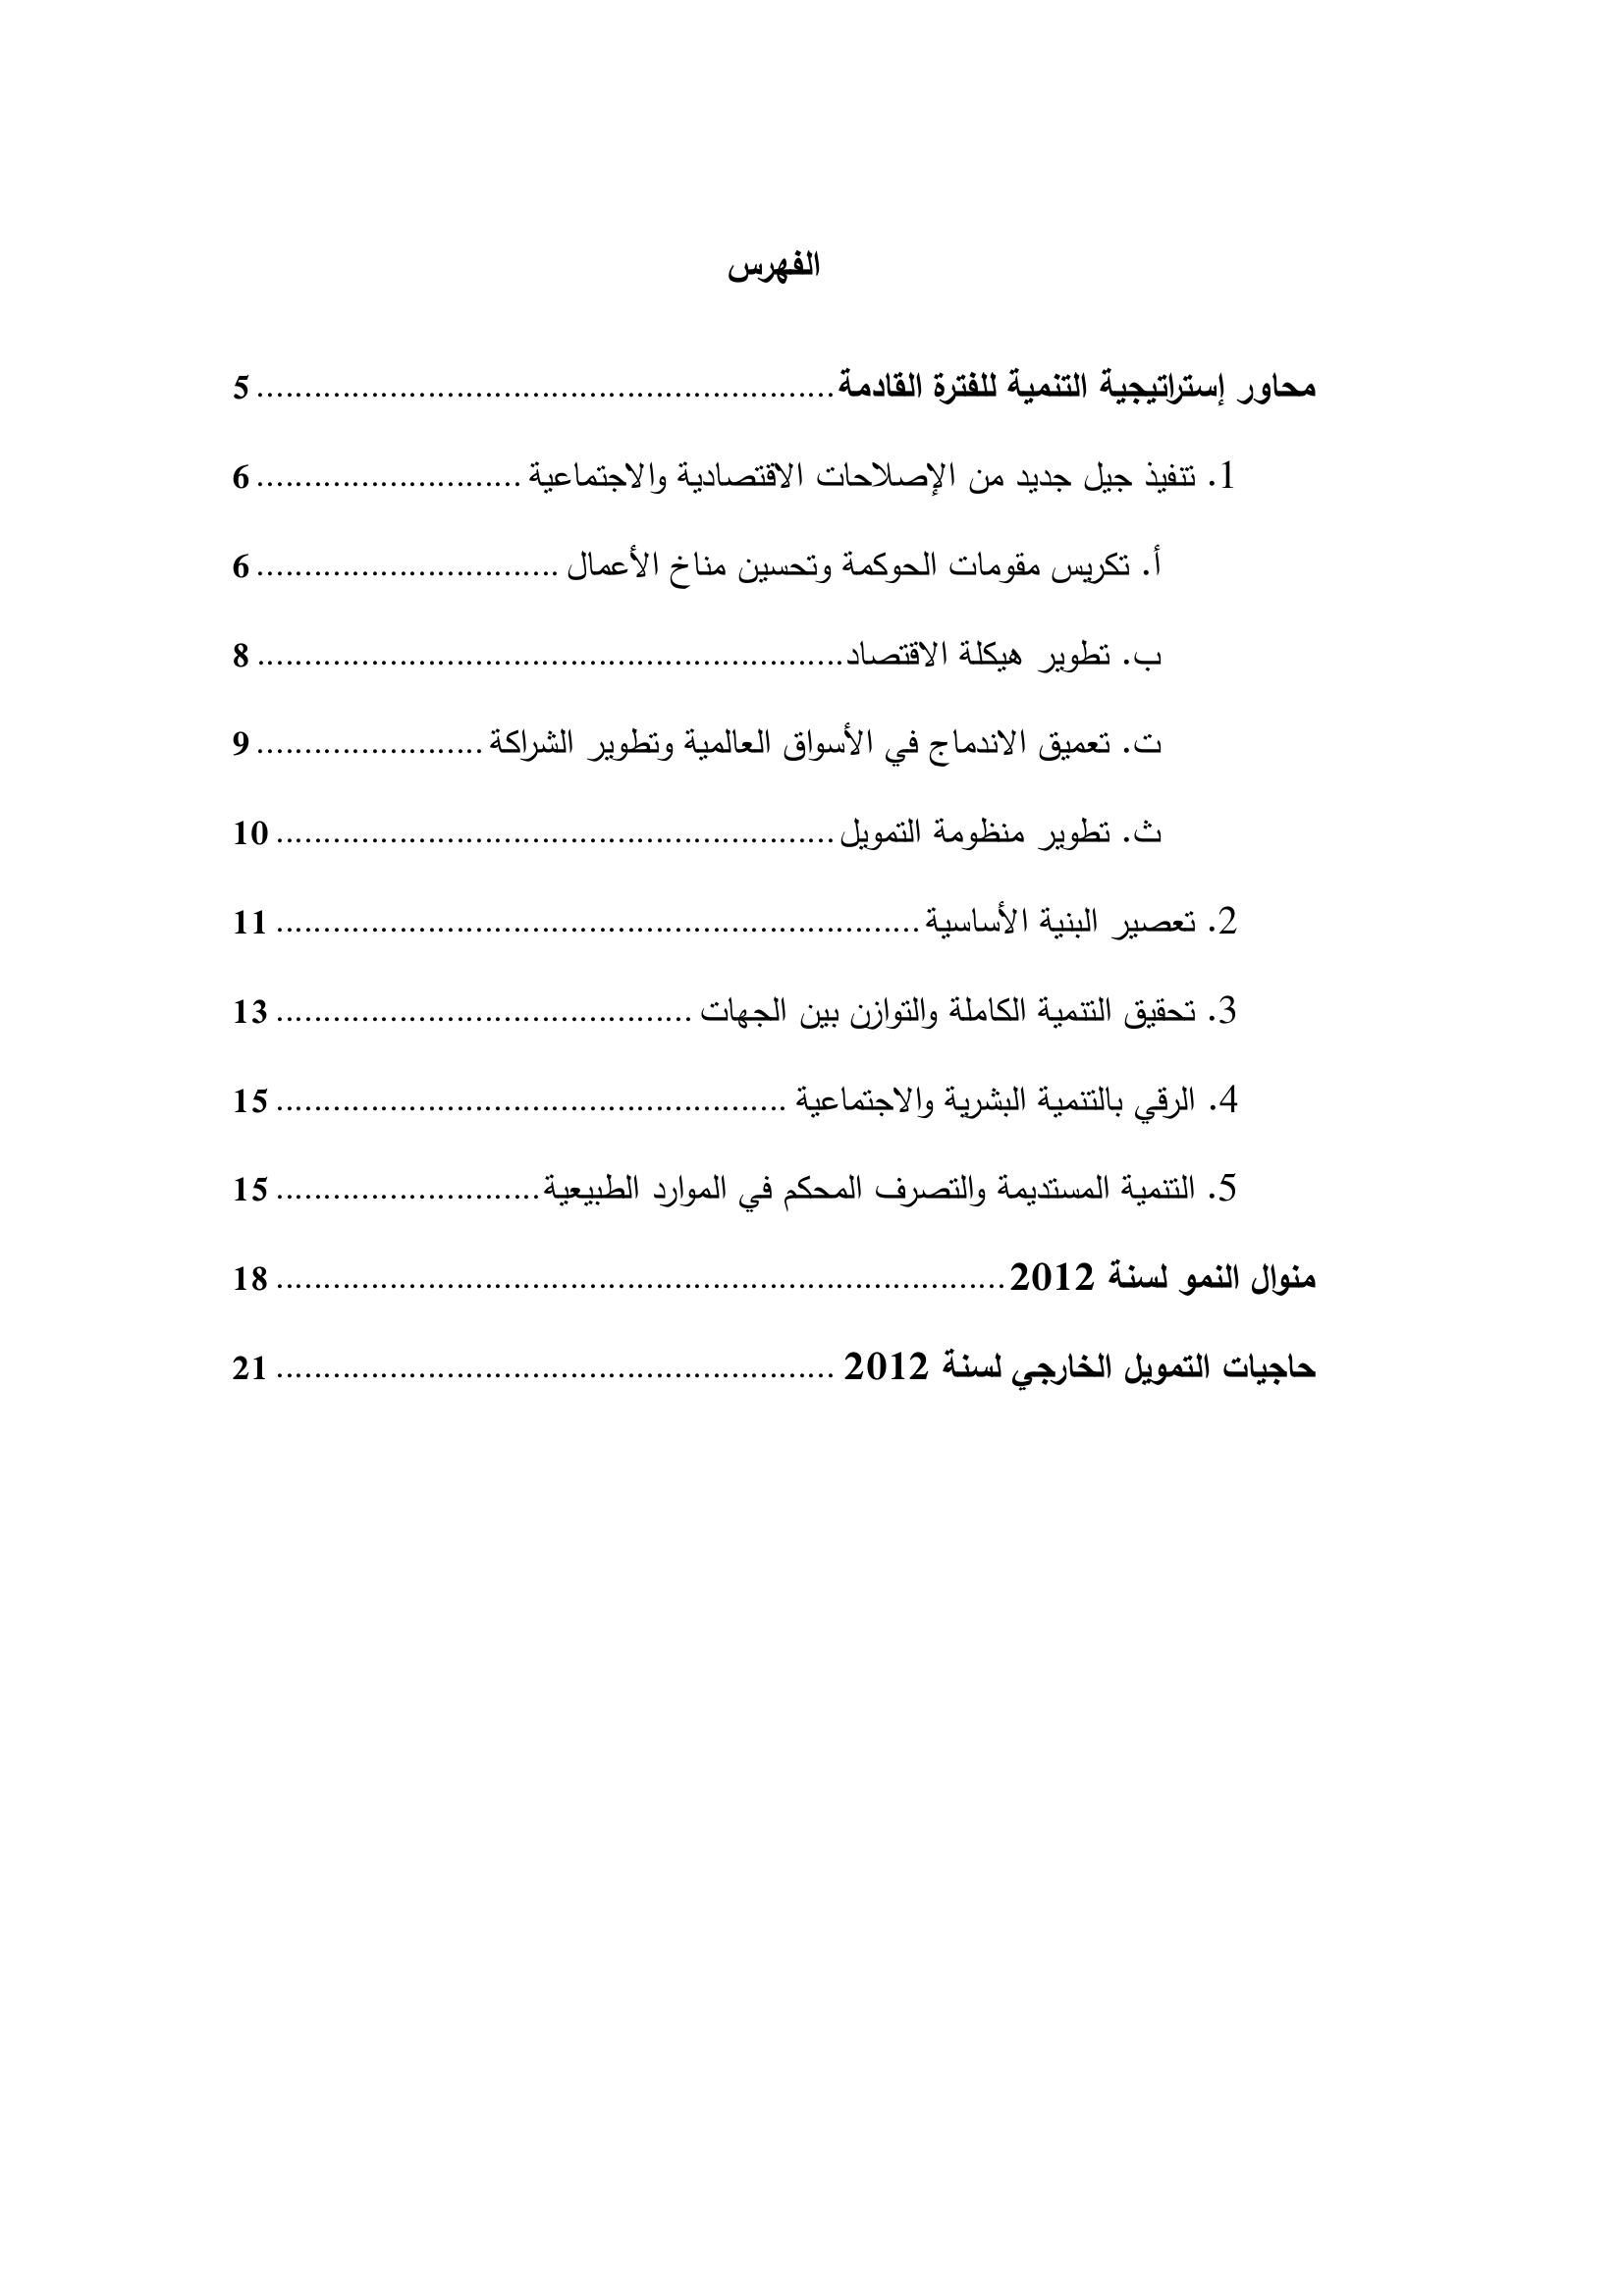 الفهرس
محاور إستراتيجية التنمية للفترة القادمة............................................................. 5
1. تنفيذ جيل جديد من الإصلاحات الاقتصادية والاجتماعية ............................ 6
أ. تكريس مقومات الحوكمة وتحسين مناخ الأعمال ................................ 6
ب. تطوير هيكلة الاقتصاد.............................................................. 8
ت. تعميق الاندماج في الأسواق العالمية وتطوير الشراكة ........................ 9
ث. تطوير منظومة التمويل........................................................... 10
2. تعصير البنية الأساسية.................................................................... 11
3. تحقيق التنمية الكاملة والتوازن بين الجهات ............................................ 13
4. الرقي بالتنمية البشرية والاجتماعية ...................................................... 15
5. التنمية المستديمة والتصرف المحكم في الموارد الطبيعية............................ 15
منوال النمو لسنة 2012............................................................................. 18
حاجيات التمويل الخارجي لسنة 2012 ........................................................... 21